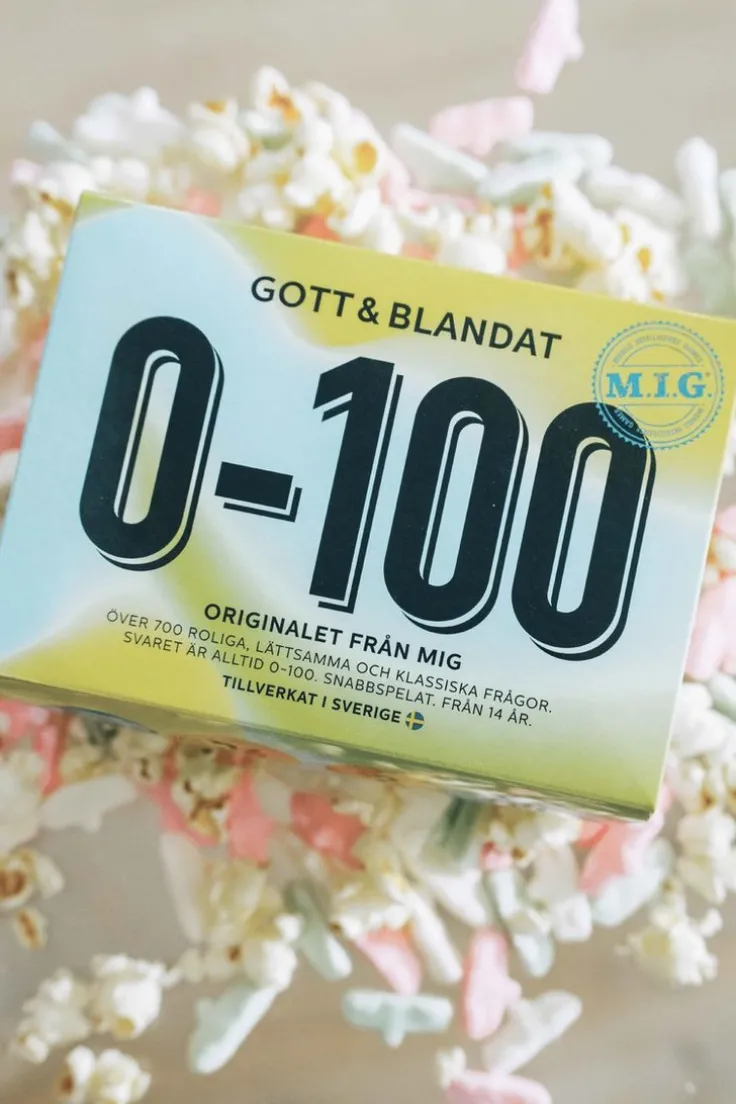 GOTT & BLANDAT
0-100
M.I.G.
ORIGINALET FRÅN MIG
ÖVER 700 ROLIGA, LÄTTSAMMA OCH KLASSISKA FRÅGOR.
SVARET ÄR ALLTID 0-100. SNABBSPELAT. FRÅN 14 ÅR.
TILLVERKAT I SVERIGE